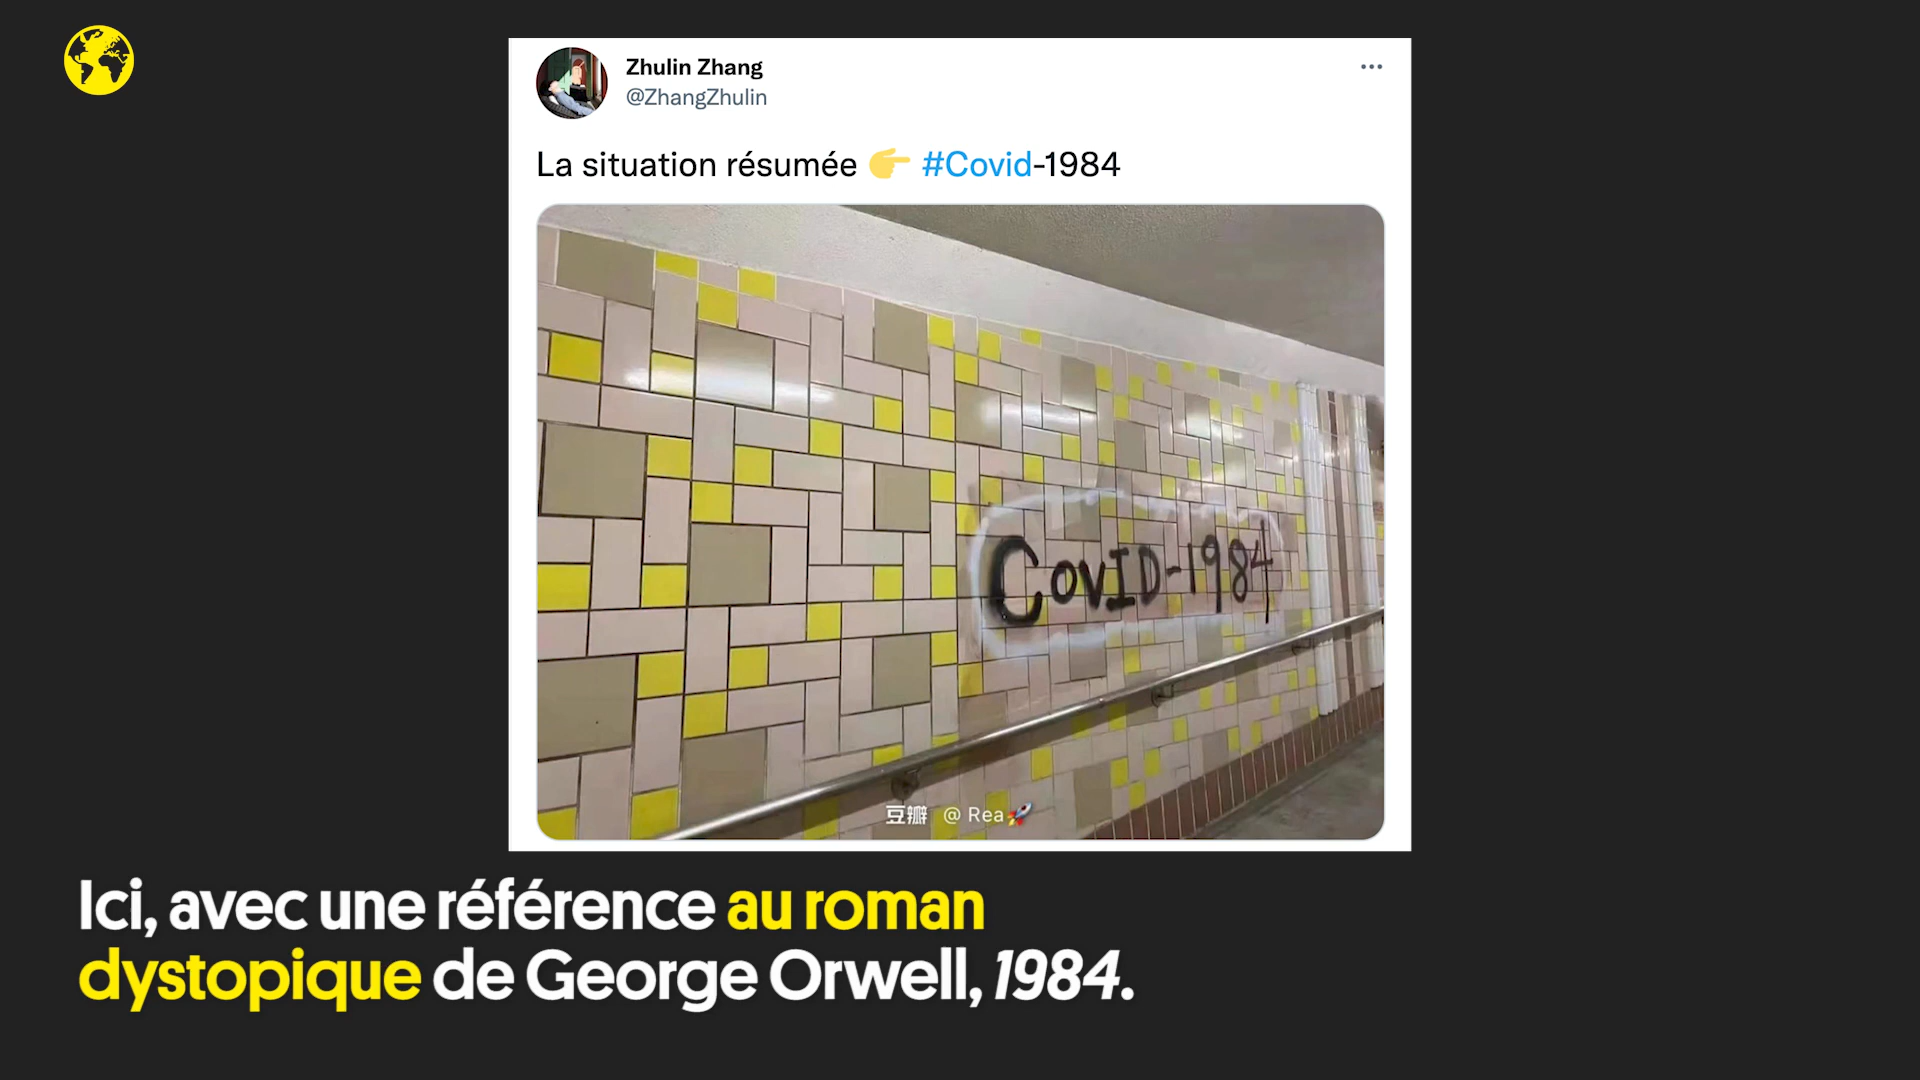 Zhulin Zhang
@ZhangZhulin
La situation résumée 👉 #Covid-1984
COVID-1984
豆瓣 @ Rea🚀
Ici, avec une référence au roman
dystopique de George Orwell, 1984.